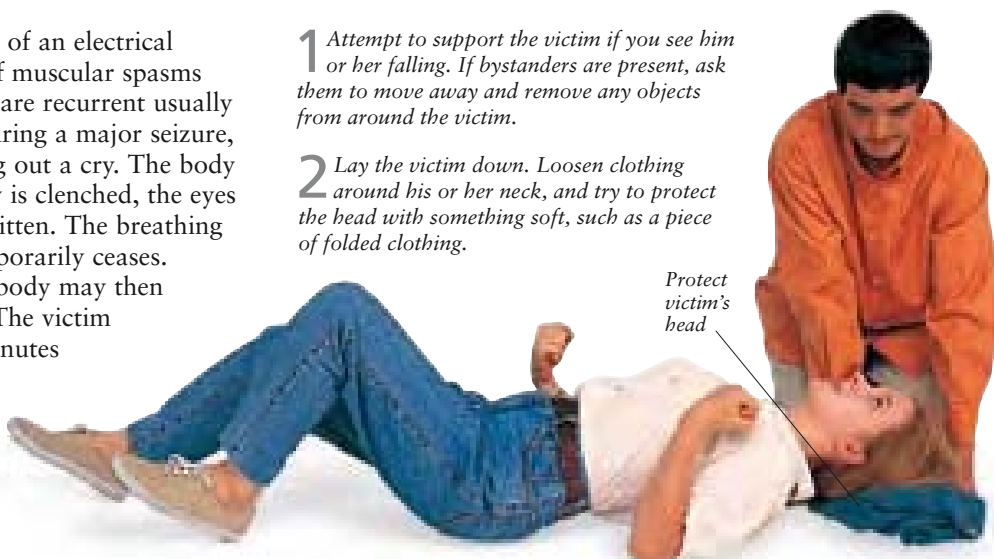 of an electrical
muscular spasms
are recurrent usually
ring a major seizure,
out a cry. The body
is clenched, the eyes
itten. The breathing
porarily ceases.
body may then
The victim
nutes
1 Attempt to support the victim if you see him
or her falling. If bystanders are present, ask
them to move away and remove any objects
from around the victim.
2 Lay the victim down. Loosen clothing
around his or her neck, and try to protect
the head with something soft, such as a piece
of folded clothing.
Protect
victim's
head